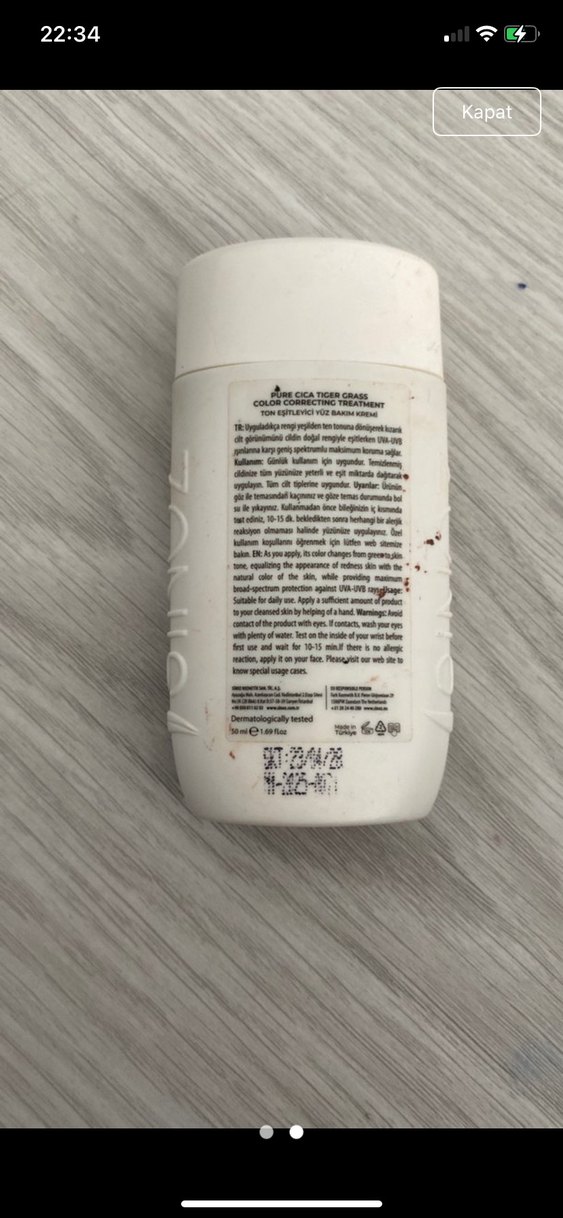 22:34
Kapat
PURE CICA TIGER GRASS
COLOR CORRECTING TREATMENT
TON EŞİTLEYİCİ YÜZ BAKIM KREMİ
TR: Uyguladıkça rengi yeşilden ten tonuna dönüşerek kızarık
cilt görünümünü cildin doğal rengiyle eşitlerken UVA-UVB
ışınlarına karşı geniş spektrumlu maksimum koruma sağlar.
Kullanım: Günlük kullanım için uygundur. Temizlenmiş
cildinize tüm yüzünüze yeterli ve eşit miktarda dağıtarak
uygulayın. Tüm cilt tiplerine uygundur. Uyarılar: Ürünün
göz ile temasından kaçınınız ve göze temas durumunda bol
su ile yıkayınız. Kullanmadan önce bileğinizin iç kısmında
test ediniz, 10-15 dk. bekledikten sonra herhangi bir alerjik
reaksiyon olmaması halinde yüzünüze uygulayınız. Özel
kullanım koşullarını öğrenmek için lütfen web sitemize
bakın. EN: As you apply, its color changes from green to skin
tone, equalizing the appearance of redness skin with the
natural color of the skin, while providing maximum
broad-spectrum protection against UVA-UVB rays. Usage:
Suitable for daily use. Apply a sufficient amount of product
to your cleansed skin by helping of a hand. Warnings: Avoid
contact of the product with eyes. If contacts, wash your eyes
with plenty of water. Test on the inside of your wrist before
first use and wait for 10-15 min.If there is no allergic
reaction, apply it on your face. Please visit our web site to
know special usage cases.
EU RESPONSIBLE PERSON
Dermatologically tested
50 ml e 1.69 fl.oz
Made in
Türkiye